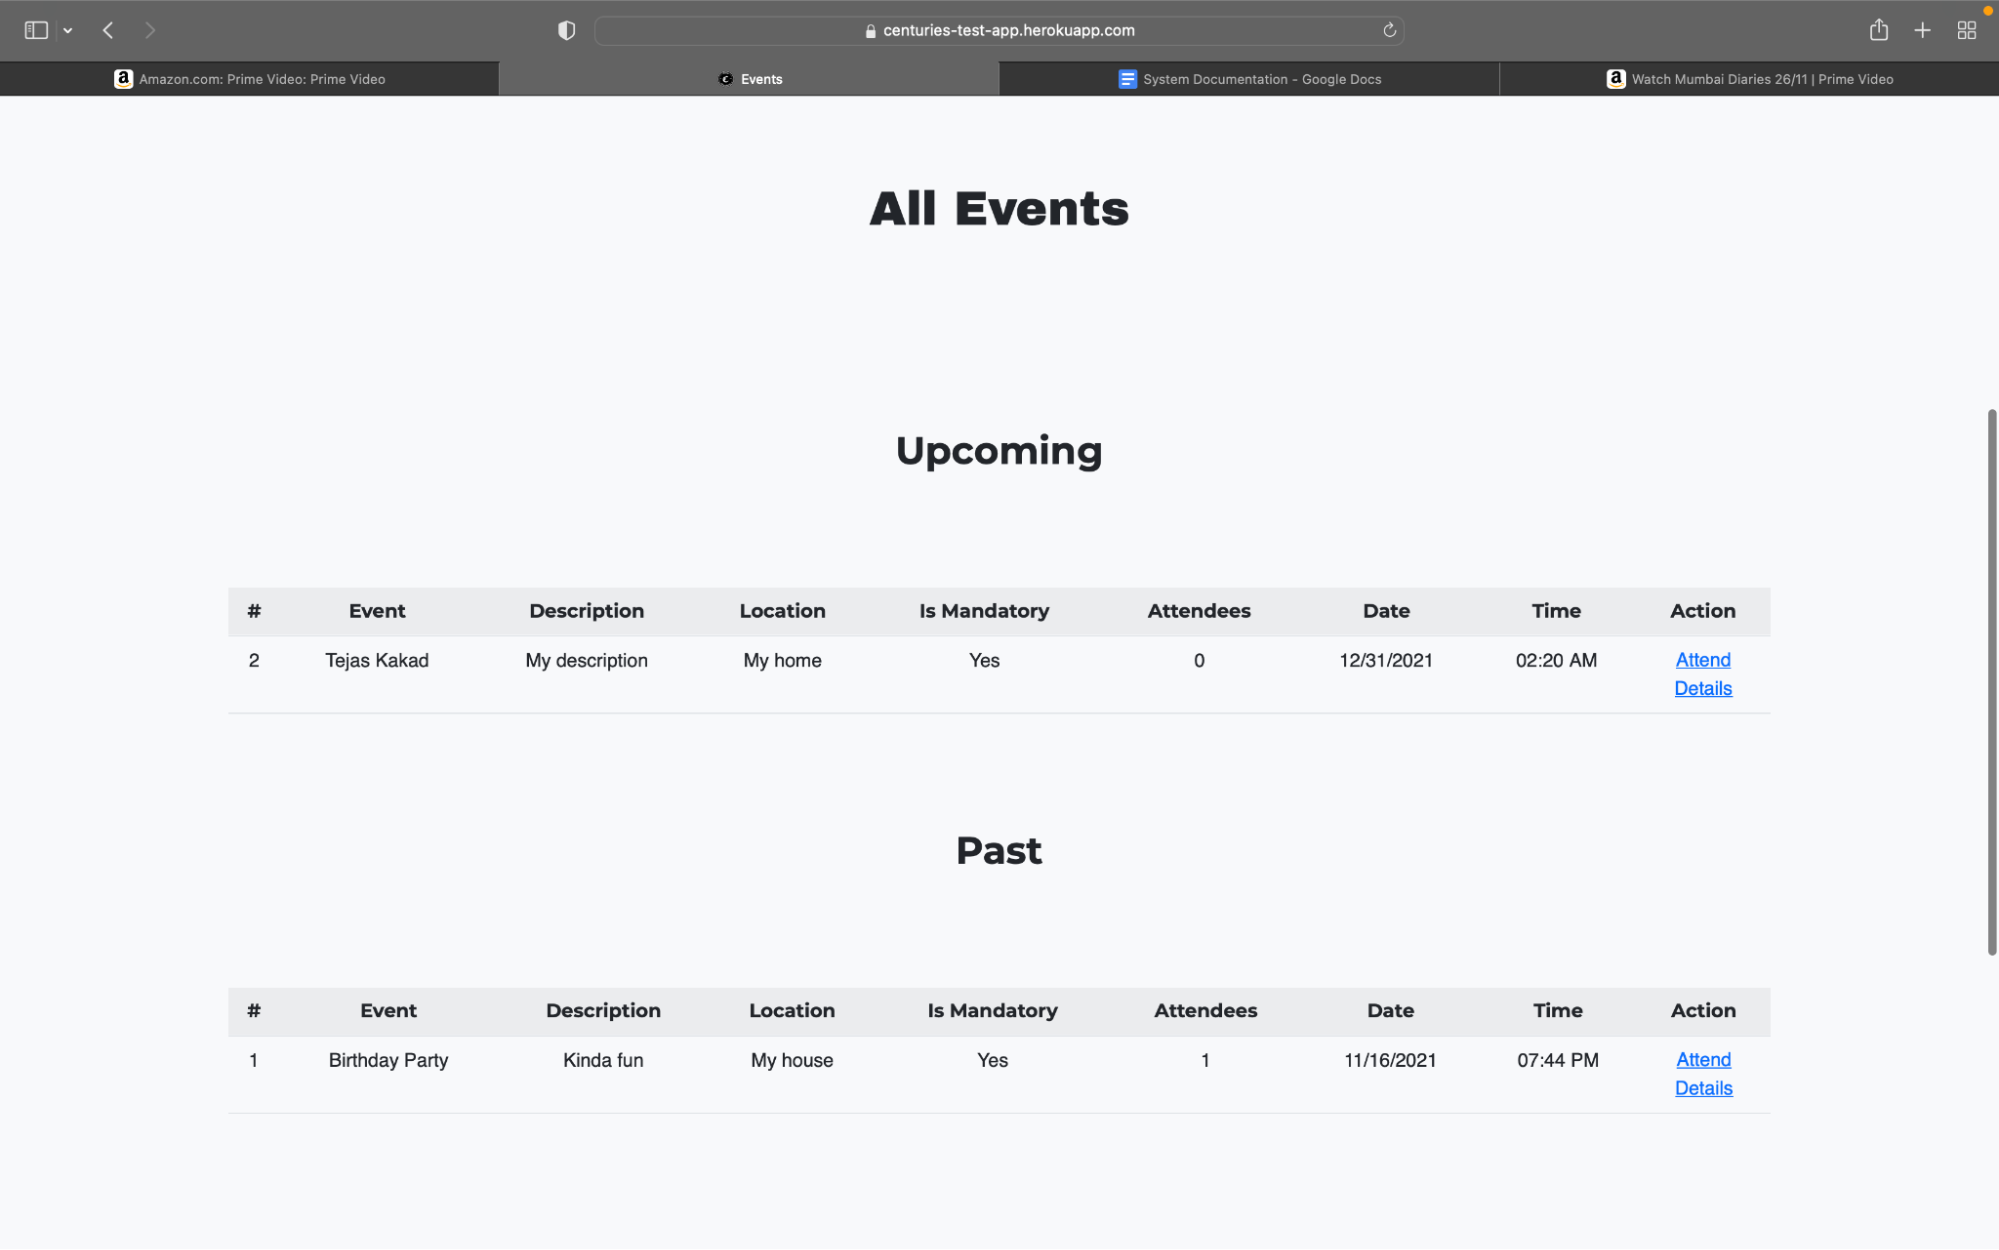 centuries-test-app.herokuapp.com
Amazon.com: Prime Video: Prime Video
Events
System Documentation - Google Docs
Watch Mumbai Diaries 26/11 | Prime Video
All Events
Upcoming
# Event Description Location Is Mandatory Attendees Date Time Action
2 Tejas Kakad My description My home Yes 0 12/31/2021 02:20 AM Attend
Details
Past
# Event Description Location Is Mandatory Attendees Date Time Action
1 Birthday Party Kinda fun My house Yes 1 11/16/2021 07:44 PM Attend
Details